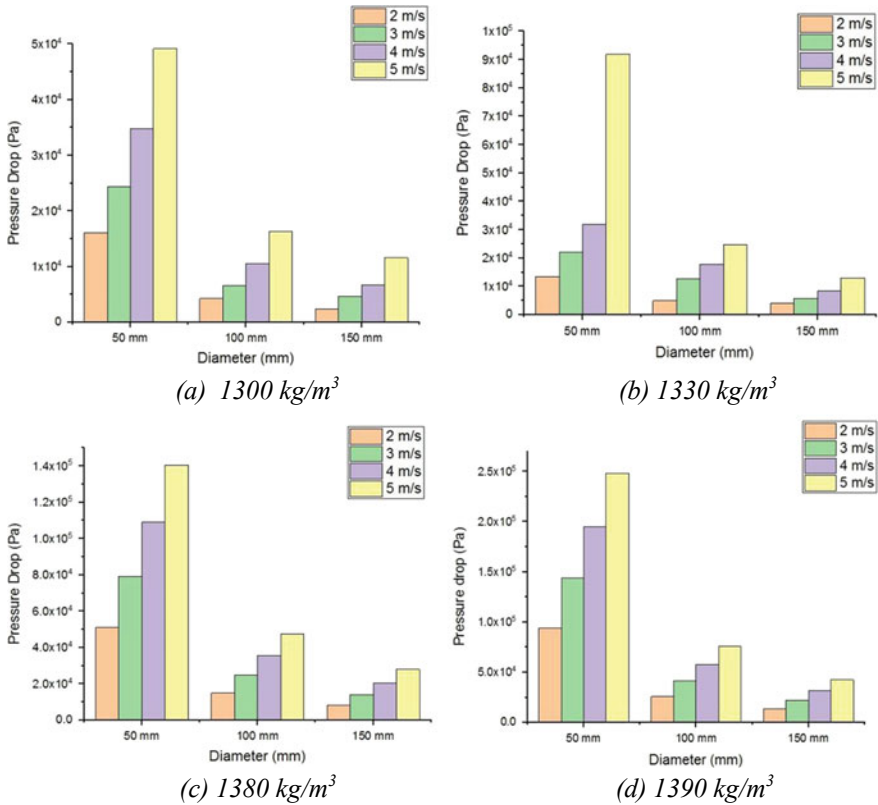 2 m/s
3 m/s
4 m/s
5 m/s
5x10⁴
4x10⁴
3x10⁴
2x10⁴
1x10⁴
0
Pressure Drop (Pa)
50 mm 100 mm 150 mm
Diameter (mm)
(a) 1300 kg/m³
2 m/s
3 m/s
4 m/s
5 m/s
1x10⁵
9x10⁴
8x10⁴
7x10⁴
6x10⁴
5x10⁴
4x10⁴
3x10⁴
2x10⁴
1x10⁴
0
Pressure Drop (Pa)
50 mm 100 mm 150 mm
Diameter (mm)
(b) 1330 kg/m³
2 m/s
3 m/s
4 m/s
5 m/s
1.4x10⁵
1.2x10⁵
1.0x10⁵
8.0x10⁴
6.0x10⁴
4.0x10⁴
2.0x10⁴
0.0
Pressure Drop (Pa)
50 mm 100 mm 150 mm
Diameter (mm)
(c) 1380 kg/m³
2 m/s
3 m/s
4 m/s
5 m/s
2.5x10⁵
2.0x10⁵
1.5x10⁵
1.0x10⁵
5.0x10⁴
0.0
Pressure drop (Pa)
50 mm 100 mm 150 mm
Diameter (mm)
(d) 1390 kg/m³